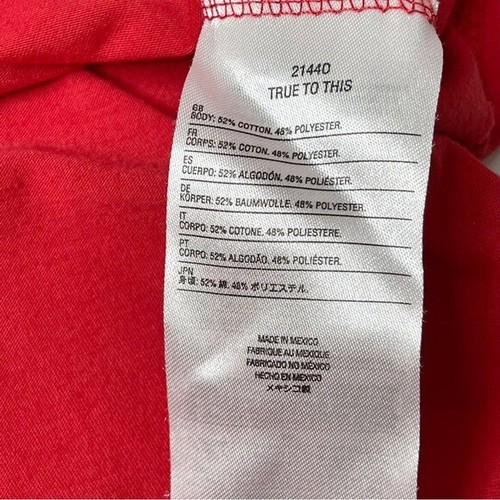 21440
TRUE TO THIS
GB
BODY: 52% COTTON. 48% POLYESTER.
FR
CORPS: 52% COTON. 48% POLYESTER.
ES
CUERPO: 52% ALGODÓN. 48% POLIÉSTER.
DE
KÖRPER: 52% BAUMWOLLE. 48% POLYESTER.
IT
CORPO: 52% COTONE. 48% POLIESTERE.
PT
CORPO: 52% ALGODÃO. 48% POLIÉSTER.
JPN
身頃: 52% 綿. 48% ポリエステル.
MADE IN MEXICO
FABRIQUE AU MEXIQUE
FABRICADO NO MÉXICO
HECHO EN MÉXICO
メキシコ製